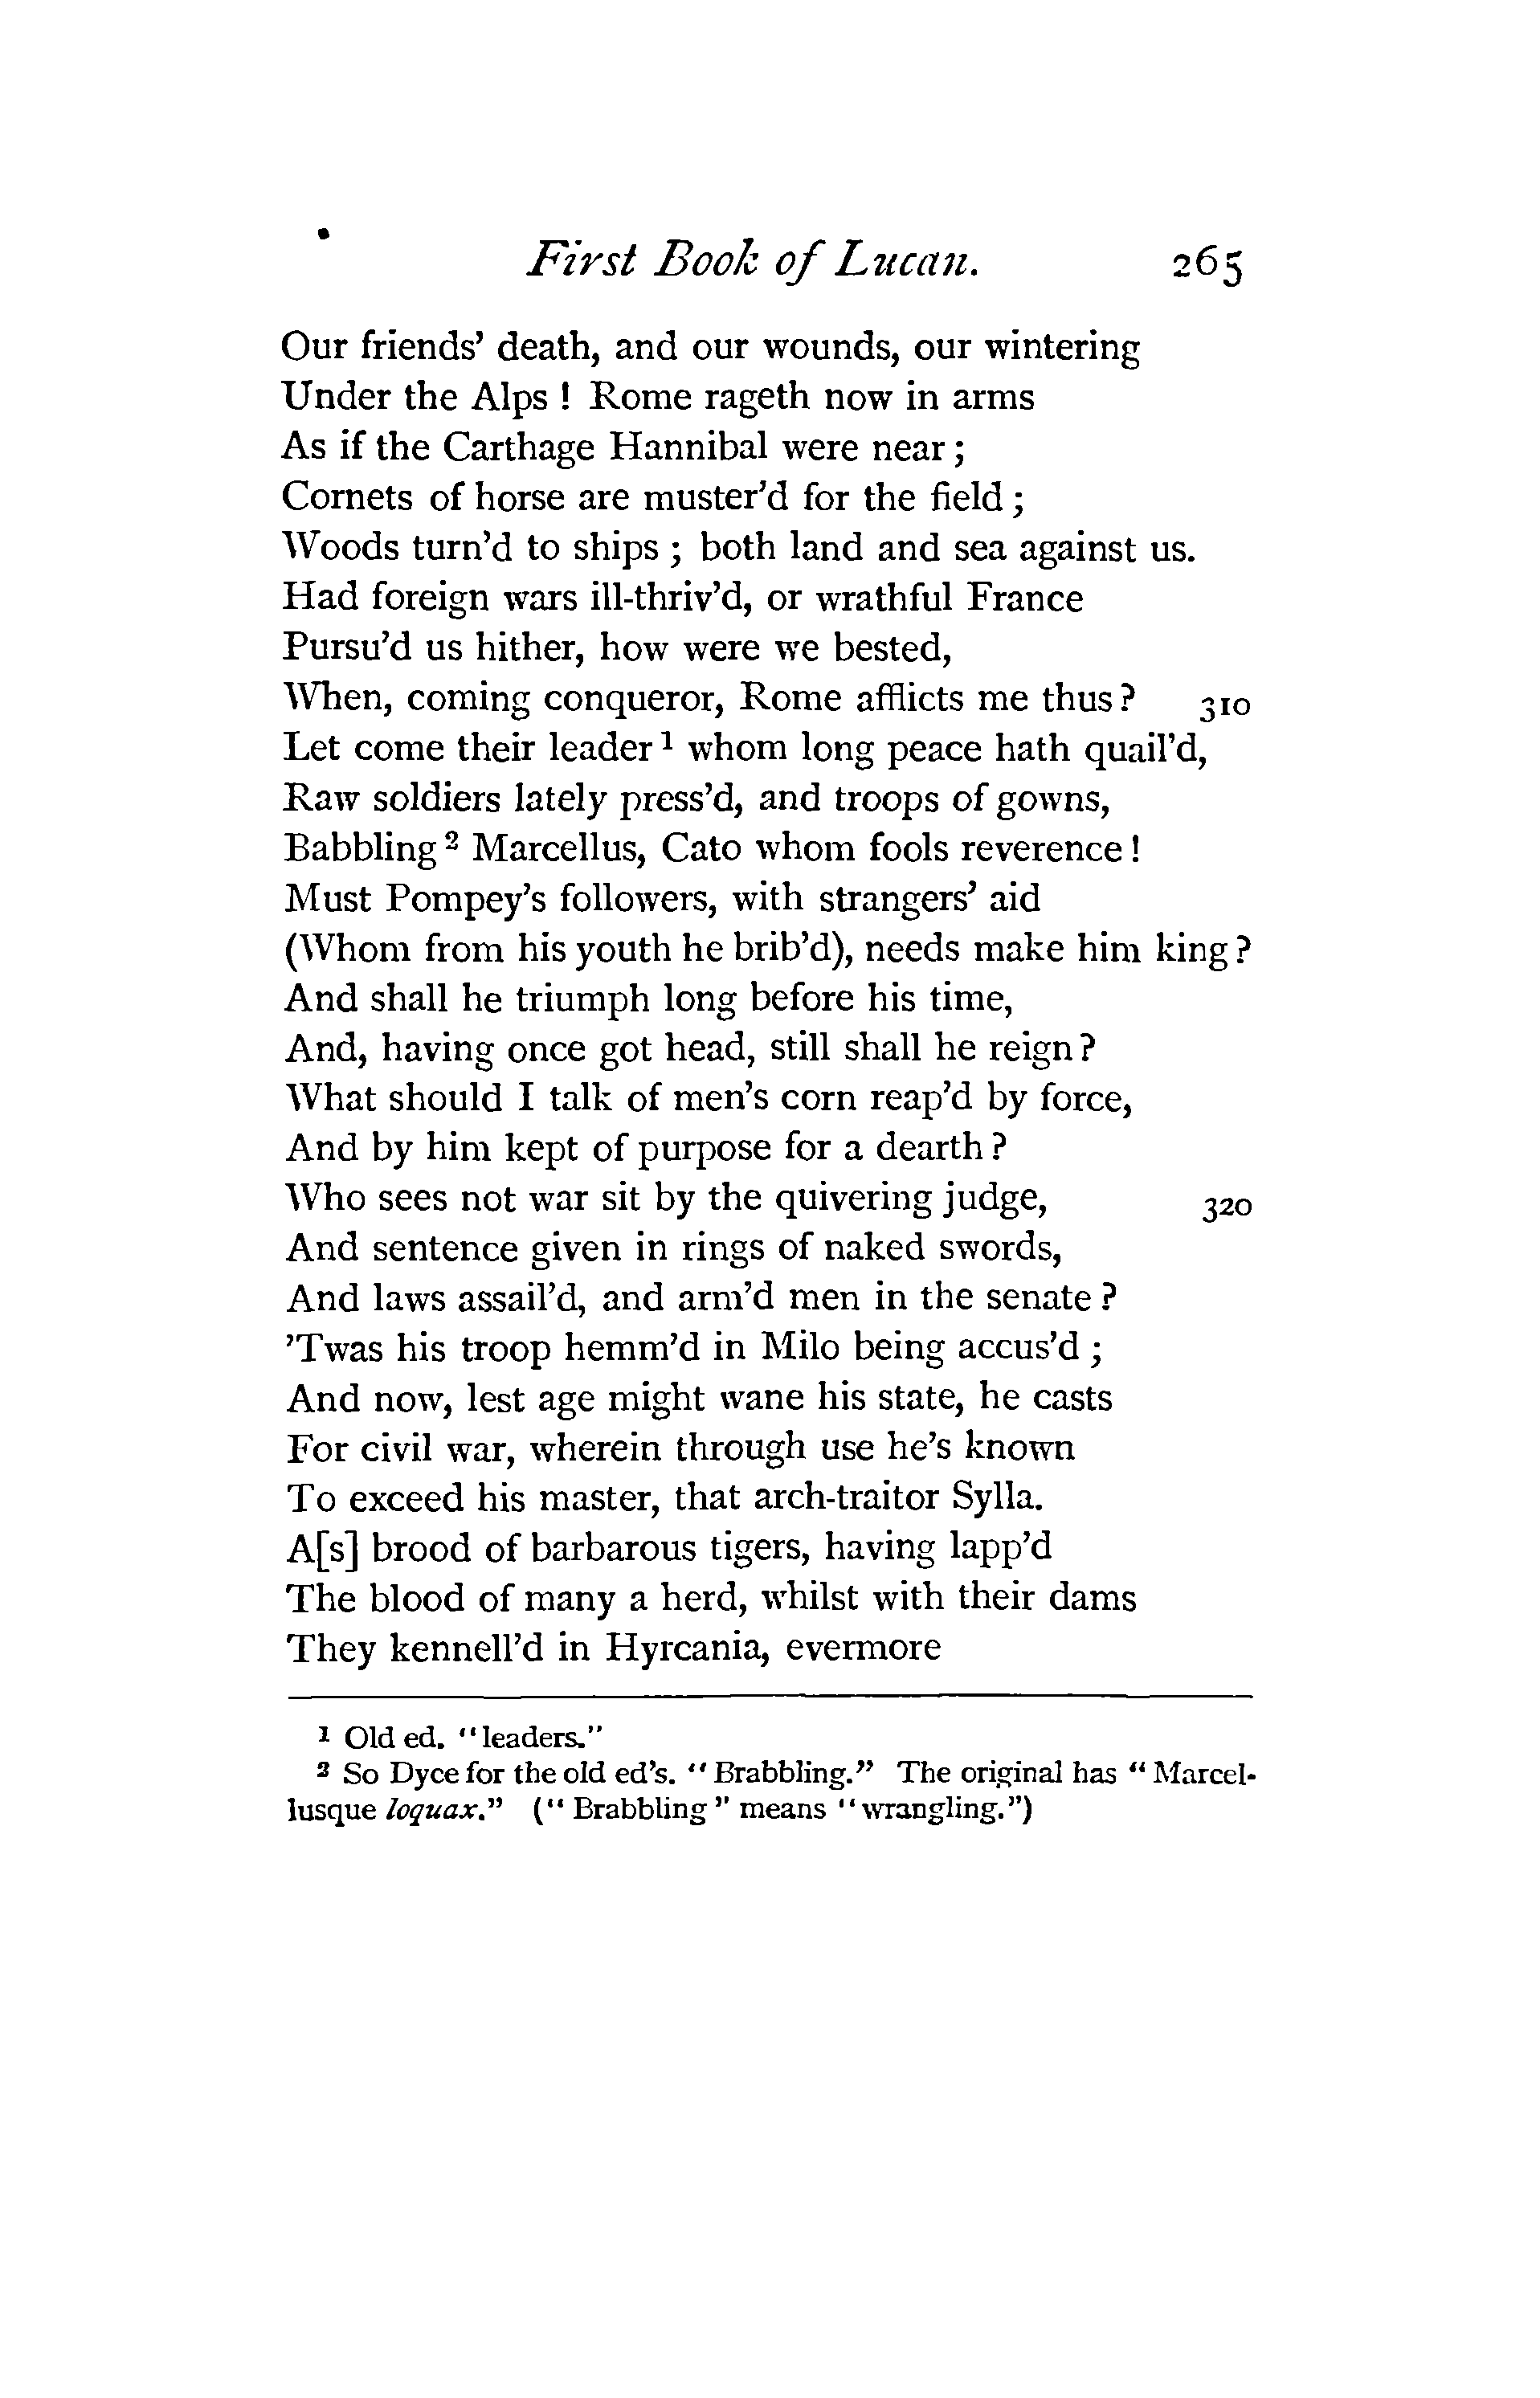 First Book of Lucan. 265
Our friends’ death, and our wounds, our wintering
Under the Alps ! Rome rageth now in arms
As if the Carthage Hannibal were near ;
Cornets of horse are muster’d for the field ;
Woods turn’d to ships ; both land and sea against us.
Had foreign wars ill-thriv’d, or wrathful France
Pursu’d us hither, how were we bested,
When, coming conqueror, Rome afflicts me thus ? 310
Let come their leader ¹ whom long peace hath quail’d,
Raw soldiers lately press’d, and troops of gowns,
Babbling ² Marcellus, Cato whom fools reverence !
Must Pompey’s followers, with strangers’ aid
(Whom from his youth he brib’d), needs make him king ?
And shall he triumph long before his time,
And, having once got head, still shall he reign ?
What should I talk of men’s corn reap’d by force,
And by him kept of purpose for a dearth ?
Who sees not war sit by the quivering judge, 320
And sentence given in rings of naked swords,
And laws assail’d, and arm’d men in the senate ?
’Twas his troop hemm’d in Milo being accus’d ;
And now, lest age might wane his state, he casts
For civil war, wherein through use he’s known
To exceed his master, that arch-traitor Sylla.
A[s] brood of barbarous tigers, having lapp’d
The blood of many a herd, whilst with their dams
They kennell’d in Hyrcania, evermore
¹ Old ed. “leaders.”
² So Dyce for the old ed’s. “Brabbling.” The original has “Marcel-
lusque loquax.” (“Brabbling” means “wrangling.”)